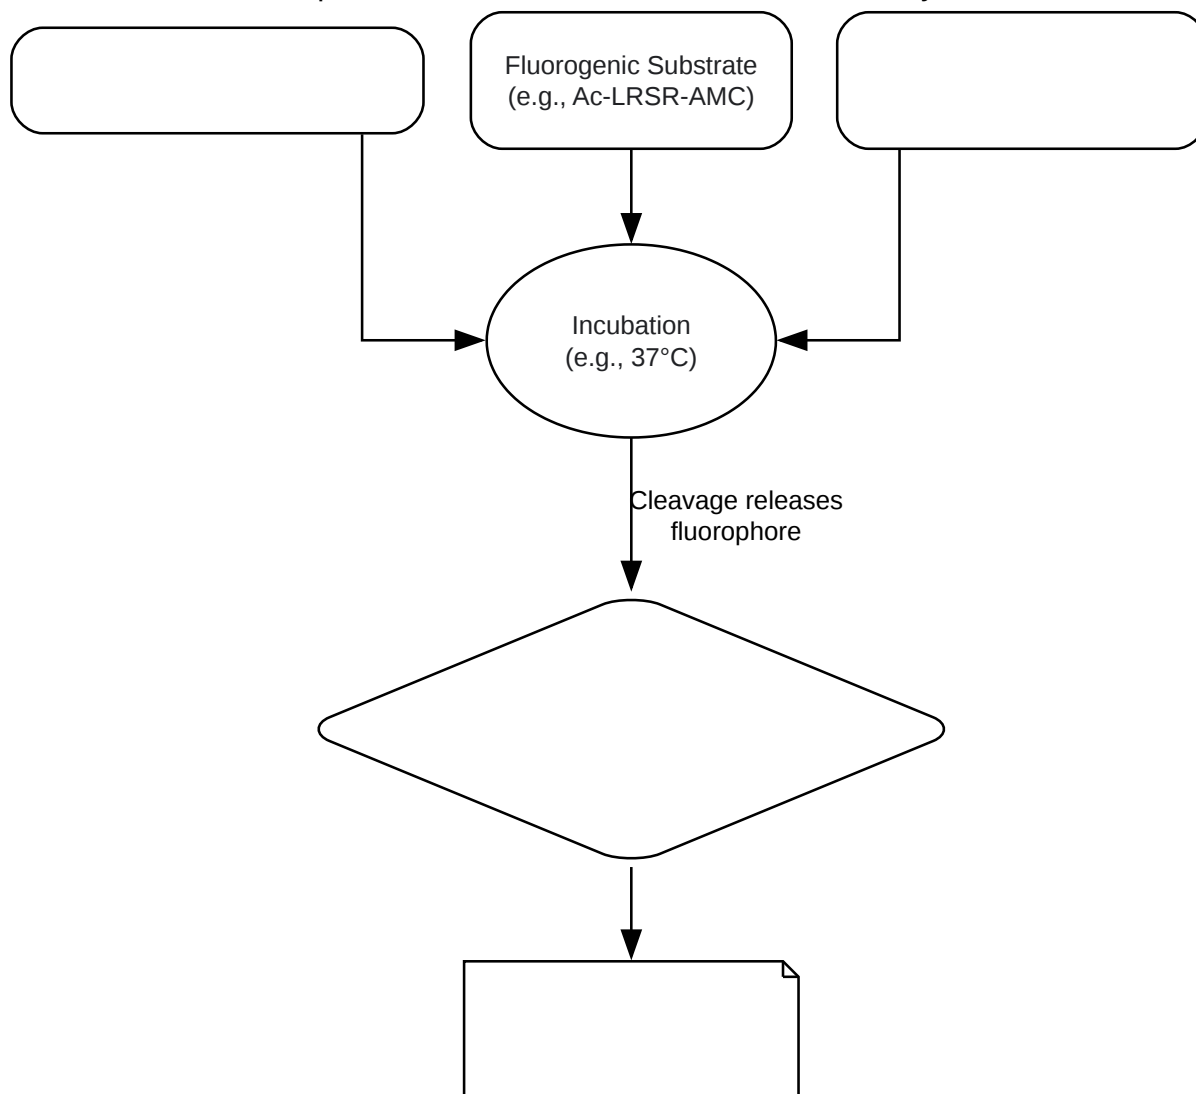 Fluorogenic Substrate
(e.g., Ac-LRSR-AMC)
Incubation
(e.g., 37°C)
Cleavage releases
fluorophore